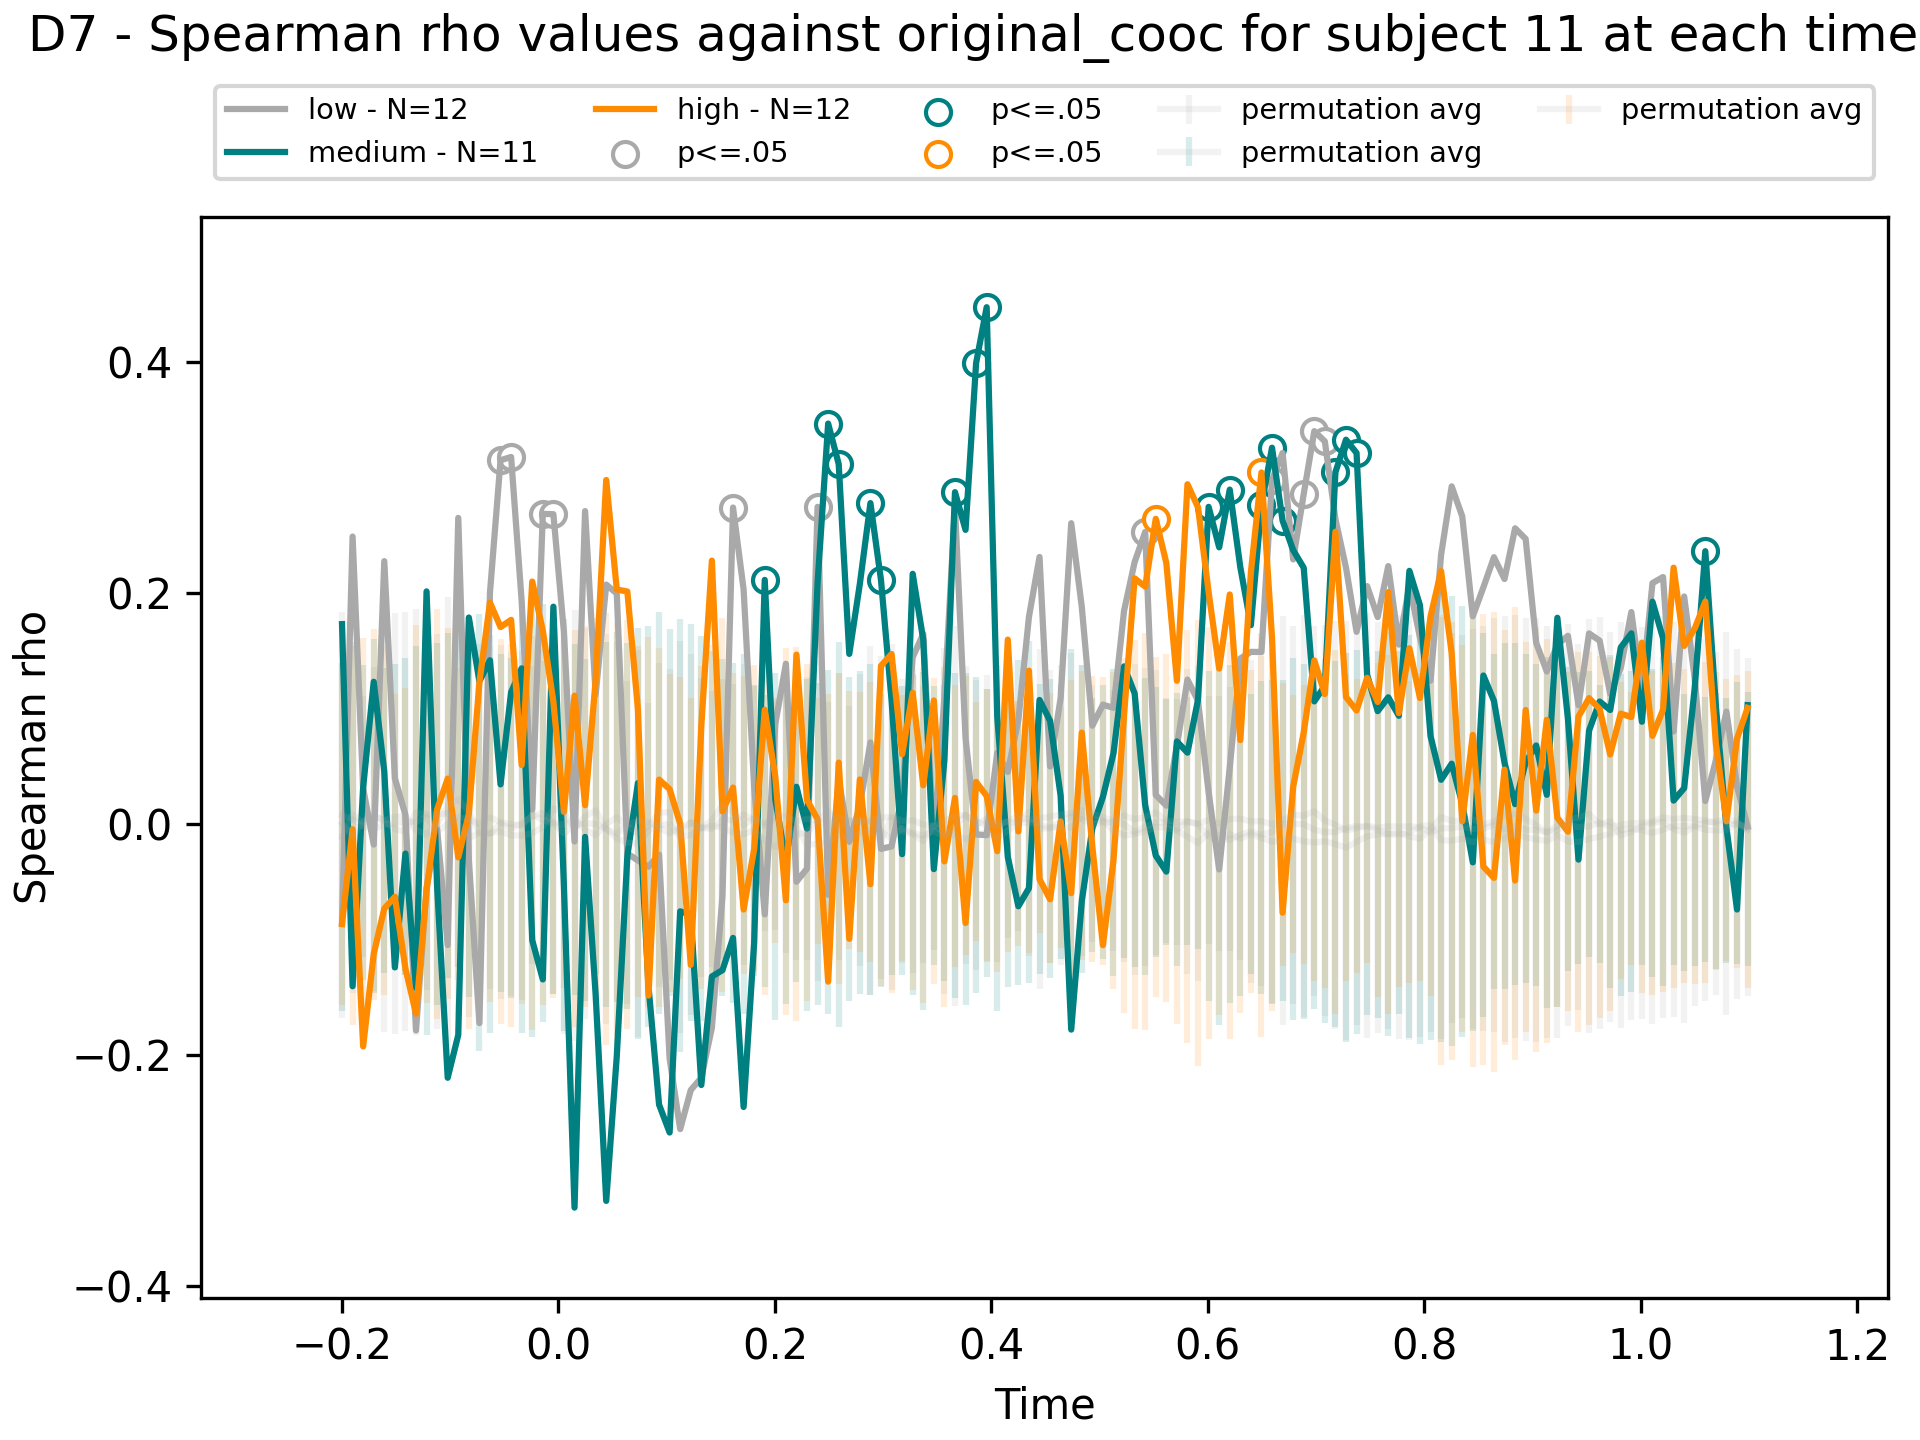 D7 - Spearman rho values against original_cooc for subject 11 at each time
low - N=12
medium - N=11
high - N=12
p<=.05
p<=.05
p<=.05
permutation avg
permutation avg
permutation avg
Spearman rho
0.4
0.2
0.0
−0.2
−0.4
−0.2 0.0 0.2 0.4 0.6 0.8 1.0 1.2
Time